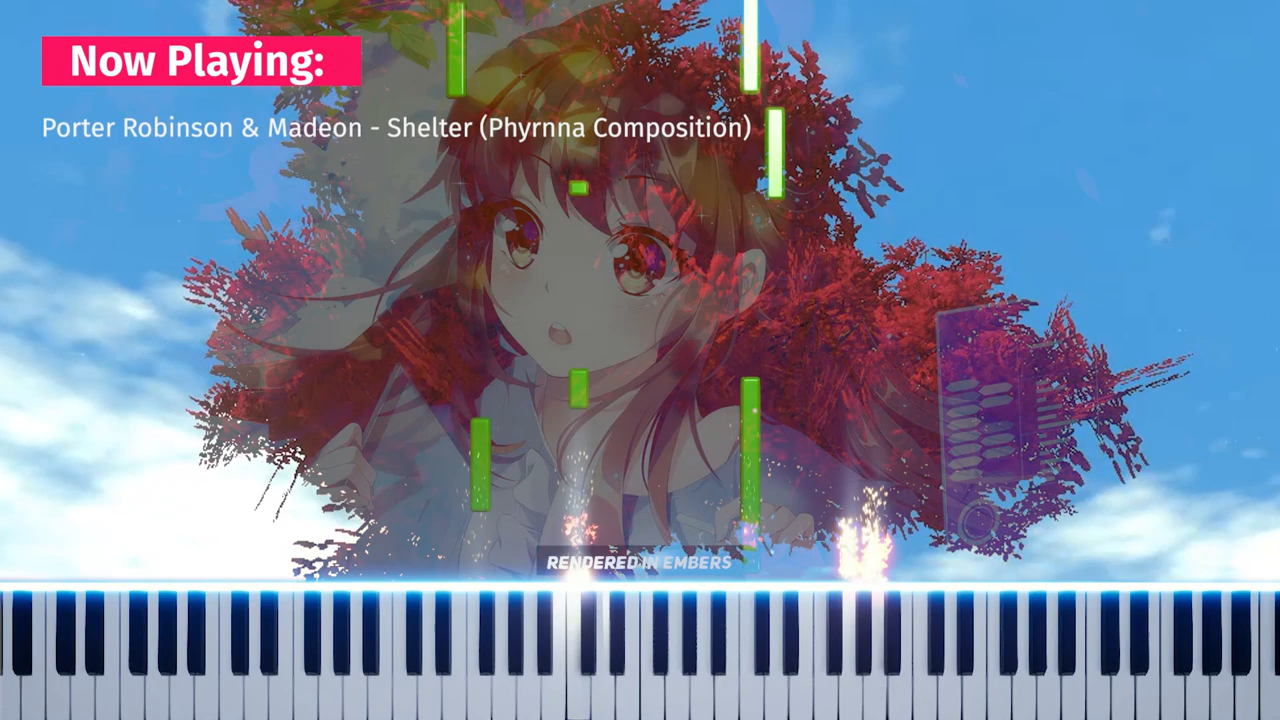 Now Playing:
Porter Robinson & Madeon - Shelter (Phyrnna Composition)
RENDERED IN EMBERS